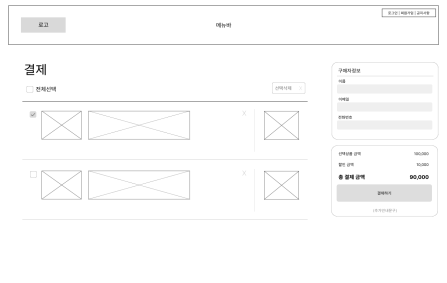 로그인 | 회원가입 | 공지사항
로고
메뉴바
결제
전체선택
선택삭제
X
X
구매자정보
이름
이메일
전화번호
선택상품 금액 100,000
할인 금액 10,000
총 결제 금액 90,000
결제하기